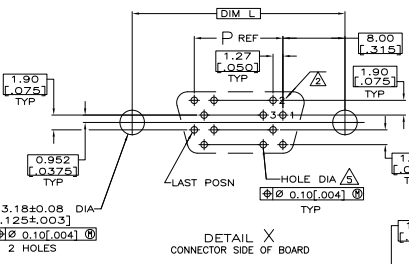 DIM L
P REF
8.00
[.315]
1.27
[.050]
TYP
2
1.90
[.075]
TYP
1.90
[.075]
TYP
2
3 1
0.952
[.0375]
TYP
LAST POSN
HOLE DIA 5
⌖ Ø 0.10[.004] Ⓜ
TYP
3.18±0.08 DIA
.125±.003]
⌖ Ø 0.10[.004] Ⓜ
2 HOLES
DETAIL X
CONNECTOR SIDE OF BOARD